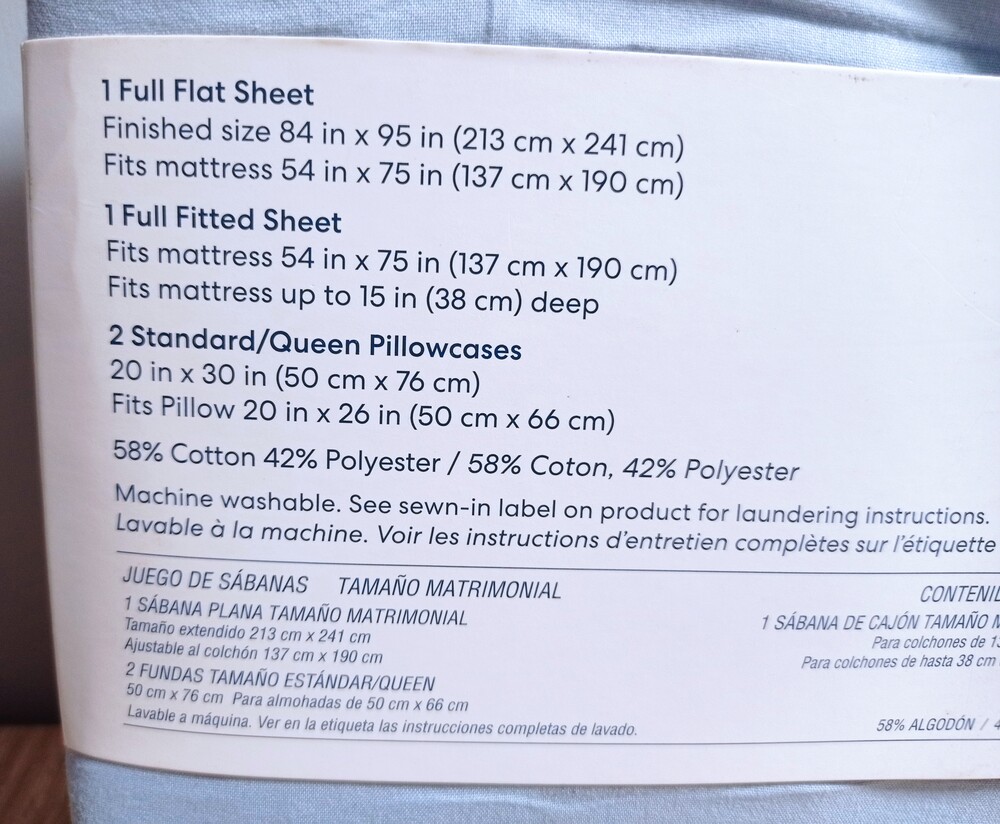 1 Full Flat Sheet
Finished size 84 in x 95 in (213 cm x 241 cm)
Fits mattress 54 in x 75 in (137 cm x 190 cm)
1 Full Fitted Sheet
Fits mattress 54 in x 75 in (137 cm x 190 cm)
Fits mattress up to 15 in (38 cm) deep
2 Standard/Queen Pillowcases
20 in x 30 in (50 cm x 76 cm)
Fits Pillow 20 in x 26 in (50 cm x 66 cm)
58% Cotton 42% Polyester / 58% Coton, 42% Polyester
Machine washable. See sewn-in label on product for laundering instructions.
Lavable à la machine. Voir les instructions d'entretien complètes sur l'étiquette
JUEGO DE SÁBANAS TAMAÑO MATRIMONIAL
1 SÁBANA PLANA TAMAÑO MATRIMONIAL
Tamaño extendido 213 cm x 241 cm
Ajustable al colchón 137 cm x 190 cm
2 FUNDAS TAMAÑO ESTÁNDAR/QUEEN
50 cm x 76 cm Para almohadas de 50 cm x 66 cm
Lavable a máquina. Ver en la etiqueta las instrucciones completas de lavado.
1 SÁBANA DE CAJÓN TAMAÑO
Para colchones de
Para colchones de hasta 38 cm
58% ALGODÓN /